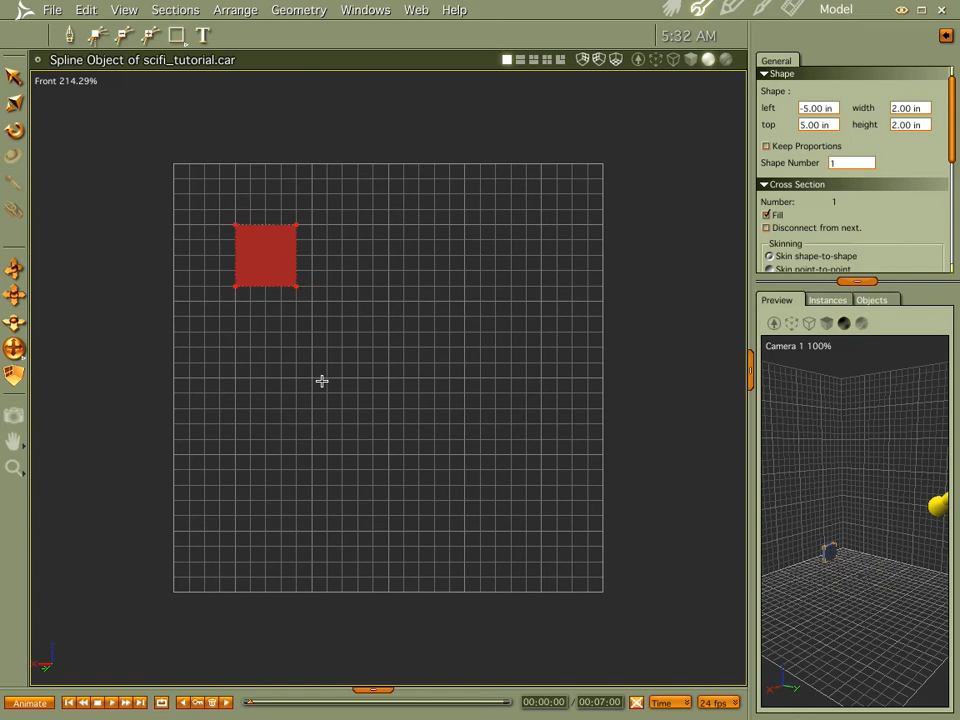 File Edit View Sections Arrange Geometry Windows Web Help Model
T 5:32 AM
Spline Object of scifi_tutorial.car
Front 214.29%
General
Shape
Shape :
left -5.00 in width 2.00 in
top 5.00 in height 2.00 in
Keep Proportions
Shape Number 1
Cross Section
Number: 1
Fill
Disconnect from next.
Skinning
Skin shape-to-shape
Skin point-to-point
Preview Instances Objects
Camera 1 100%
Animate 00:00:00 / 00:07:00 Time 24 fps